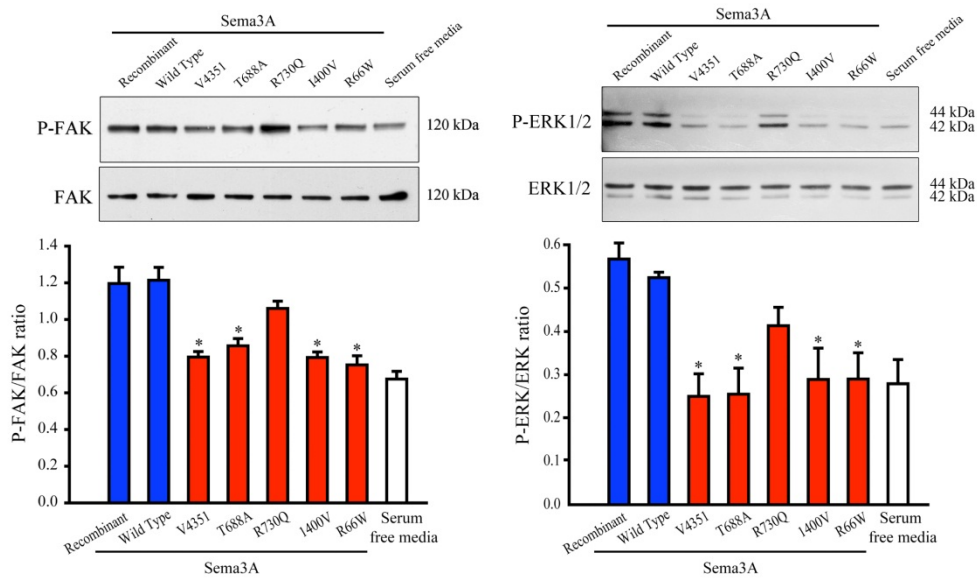 Sema3A
Recombinant
Wild Type
V4351
T688A
R730Q
I400V
R66W
Serum free media
P-FAK
120 kDa
FAK
120 kDa
1.4
1.2
1.0
0.8
0.6
0.4
0.2
0.0
P-FAK/FAK ratio
*
*
*
*
Recombinant
Wild Type
V4351
T688A
R730Q
I400V
R66W
Serum
free media
Sema3A
Sema3A
Recombinant
Wild Type
V4351
T688A
R730Q
I400V
R66W
Serum free media
P-ERK1/2
44 kDa
42 kDa
ERK1/2
44 kDa
42 kDa
0.6
0.5
0.4
0.3
0.2
0.1
0.0
P-ERK/ERK ratio
*
*
*
*
Recombinant
Wild Type
V4351
T688A
R730Q
I400V
R66W
Serum
free media
Sema3A